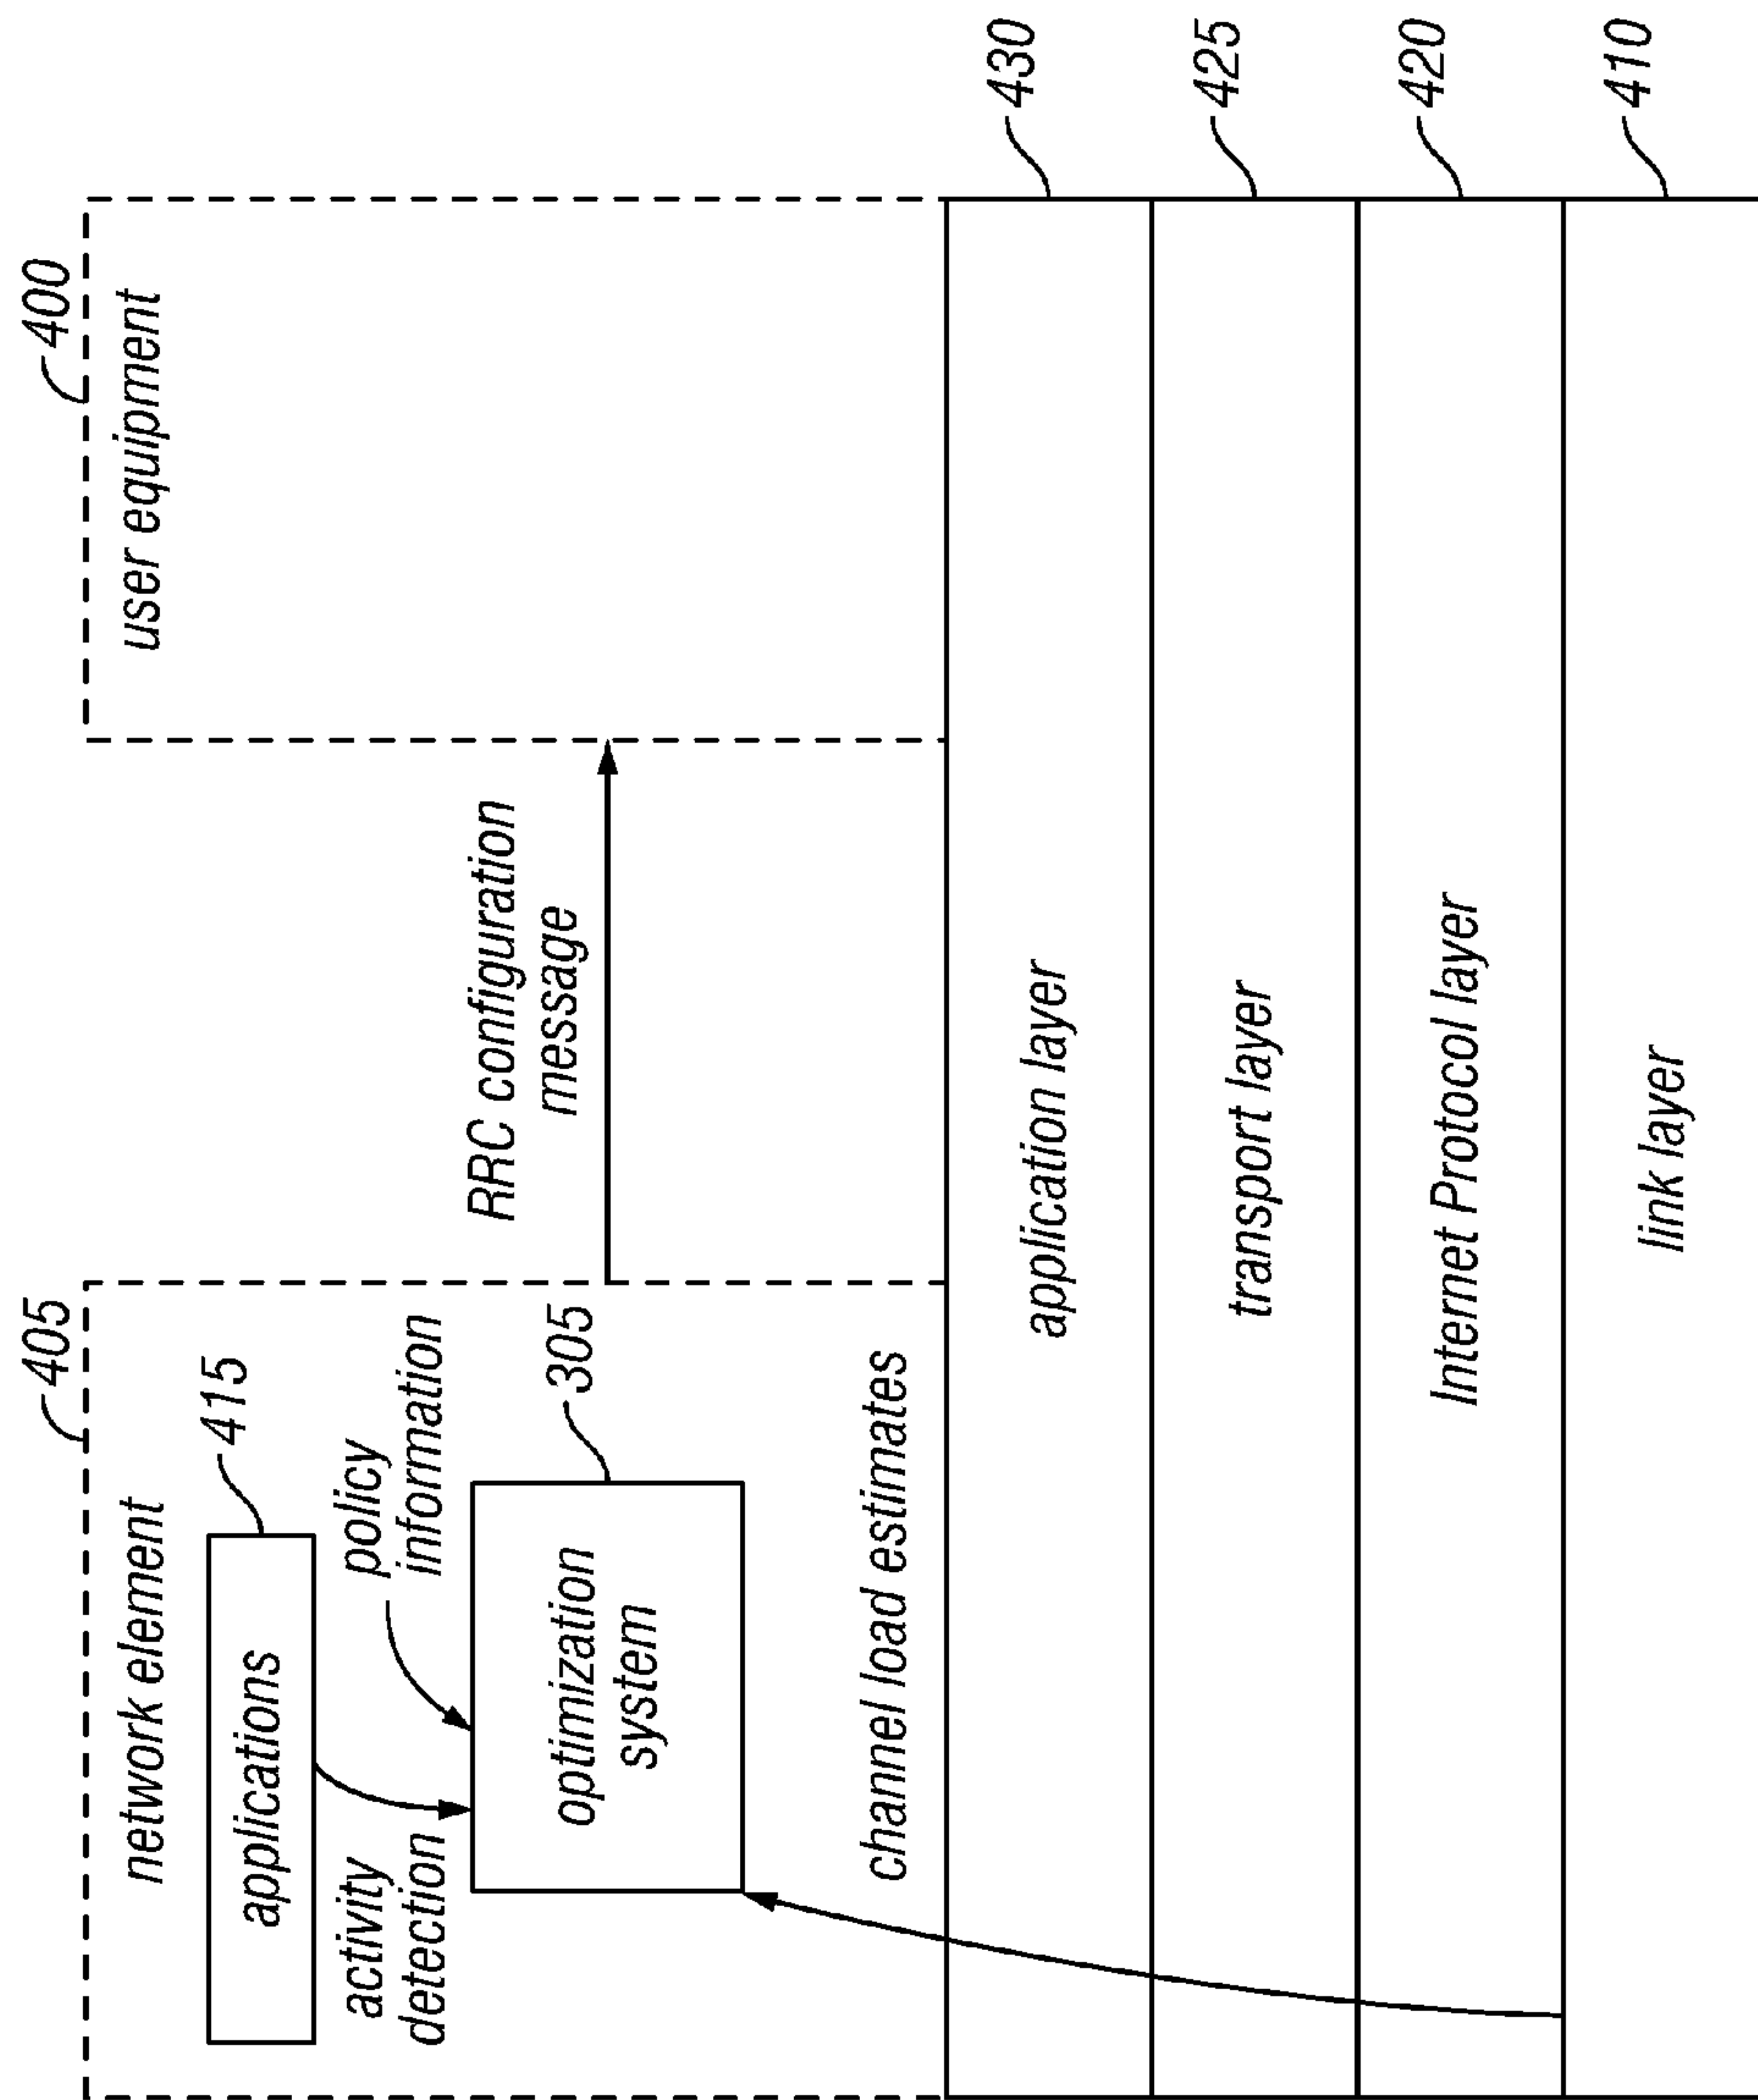 405
400
network element
user equipment
415
applications
activity
detection
policy
information
RRC configuration
message
305
optimization
system
channel load estimates
application layer
430
transport layer
425
Internet Protocol layer
420
link layer
410